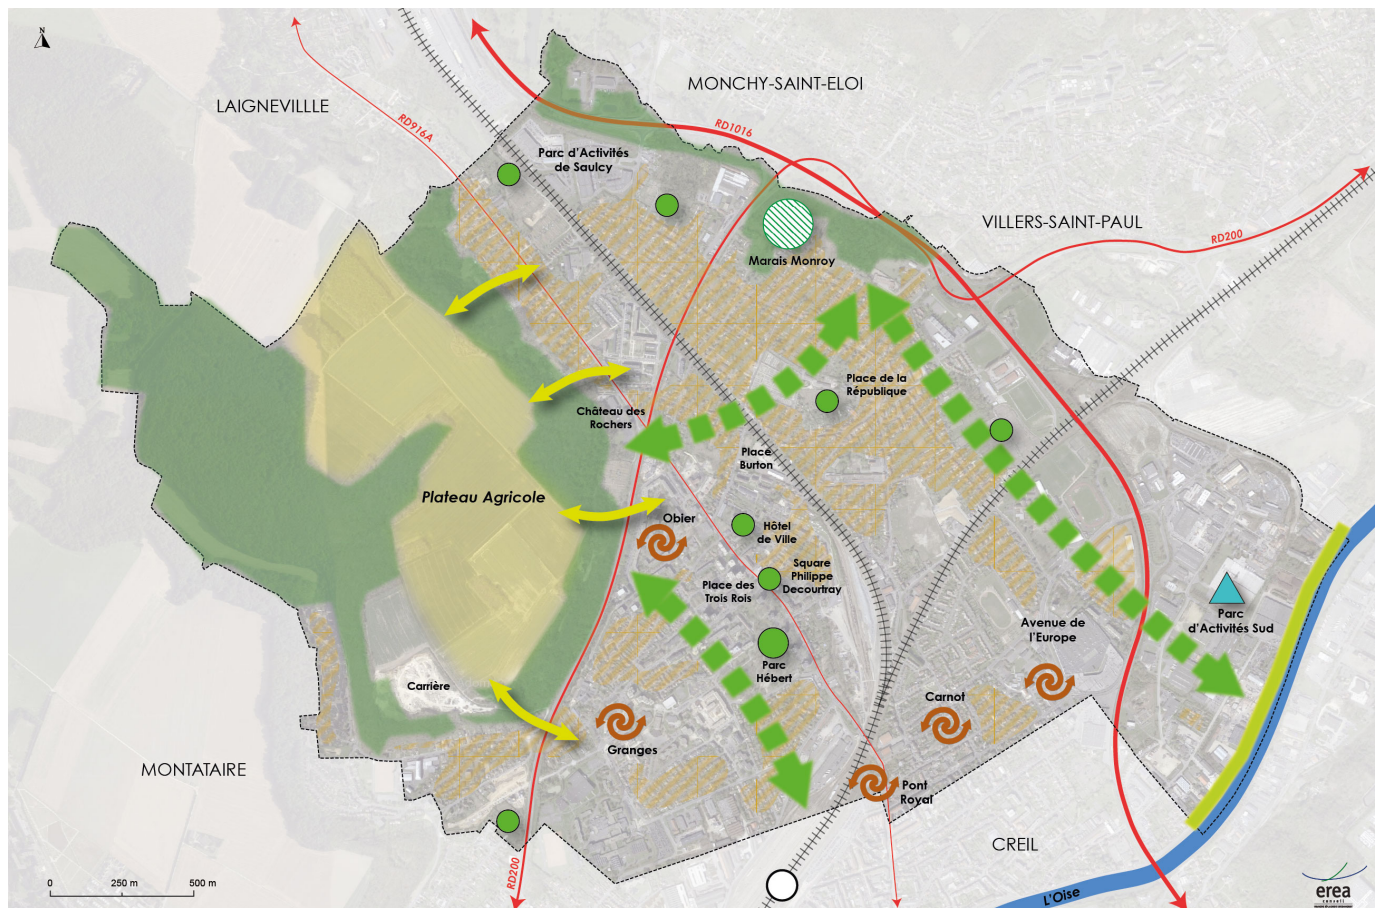 N
MONCHY-SAINT-ELOI
LAIGNEVILLLE
RD916A
RD1016
Parc d'Activités
de Saulcy
VILLERS-SAINT-PAUL
RD200
Marais Monroy
Place de la
République
Château des
Rochers
Place
Burton
Plateau Agricole
Obier
Hôtel
de Ville
Square
Philippe
Decourtray
Place des
Trois Rois
Parc
d'Activités Sud
Avenue de
l'Europe
Parc
Hébert
Carrière
Carnot
Granges
MONTATAIRE
Pont
Royal
CREIL
RD200
L'Oise
0 250 m 500 m
erea
conseil